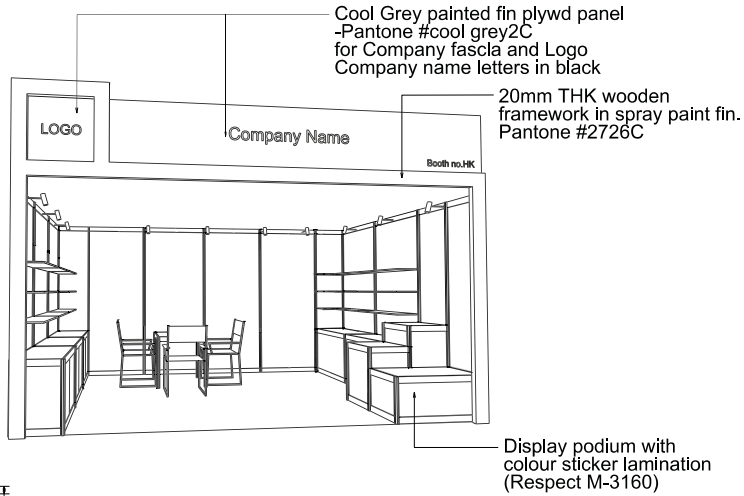 Cool Grey painted fin plywd panel
-Pantone #cool grey2C
for Company fascla and Logo
Company name letters in black
20mm THK wooden
framework in spray paint fin.
Pantone #2726C
LOGO
Company Name
Booth no.HK
Display podium with
colour sticker lamination
(Respect M-3160)